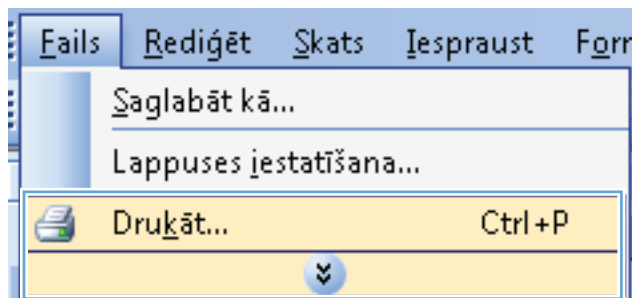 Fails Rediģēt Skats Iespraust
Saglabāt kā...
Lappuses iestatīšana...
Drukāt... Ctrl+P